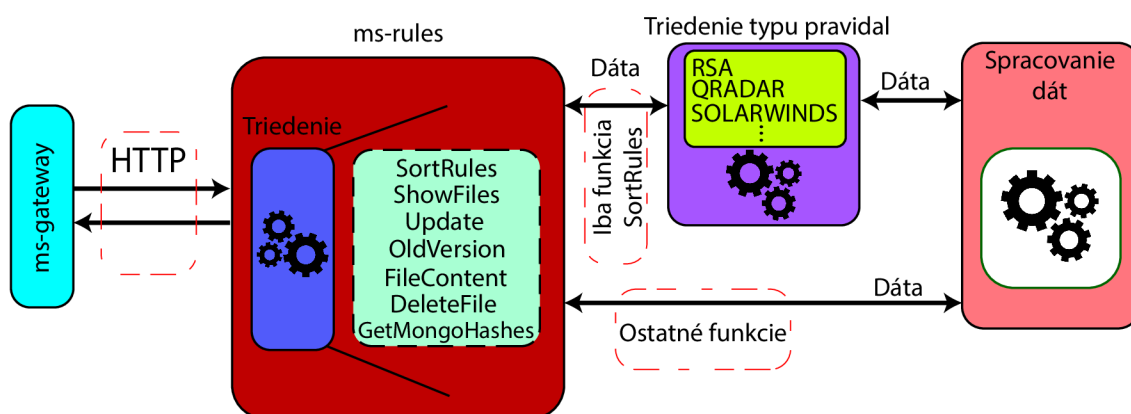 ms-gateway
HTTP
ms-rules
Triedenie
SortRules
ShowFiles
Update
OldVersion
FileContent
DeleteFile
GetMongoHashes
Dáta
Iba funkcia
SortRules
Triedenie typu pravidal
RSA
QRADAR
SOLARWINDS
Dáta
Spracovanie
dát
Dáta
Ostatné funkcie